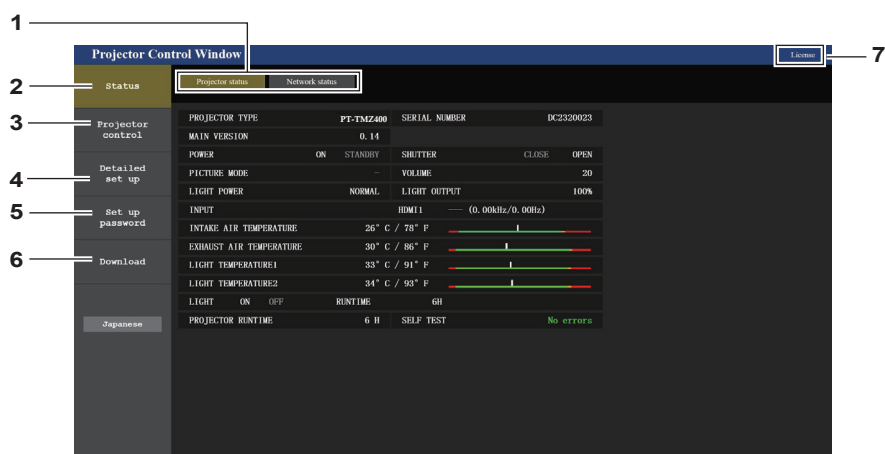 1
Projector Control Window
License
7
2
Status
Projector status
Network status
3
Projector
control
4
Detailed
set up
5
Set up
password
6
Download
Japanese
PROJECTOR TYPE PT-TMZ400 SERIAL NUMBER DC2320023
MAIN VERSION 0.14
POWER ON STANDBY SHUTTER CLOSE OPEN
PICTURE MODE – VOLUME 20
LIGHT POWER NORMAL LIGHT OUTPUT 100%
INPUT HDMI1 --- (0.00kHz/0.00Hz)
INTAKE AIR TEMPERATURE 26° C / 78° F
EXHAUST AIR TEMPERATURE 30° C / 86° F
LIGHT TEMPERATURE1 33° C / 91° F
LIGHT TEMPERATURE2 34° C / 93° F
LIGHT ON OFF RUNTIME 6H
PROJECTOR RUNTIME 6 H SELF TEST No errors